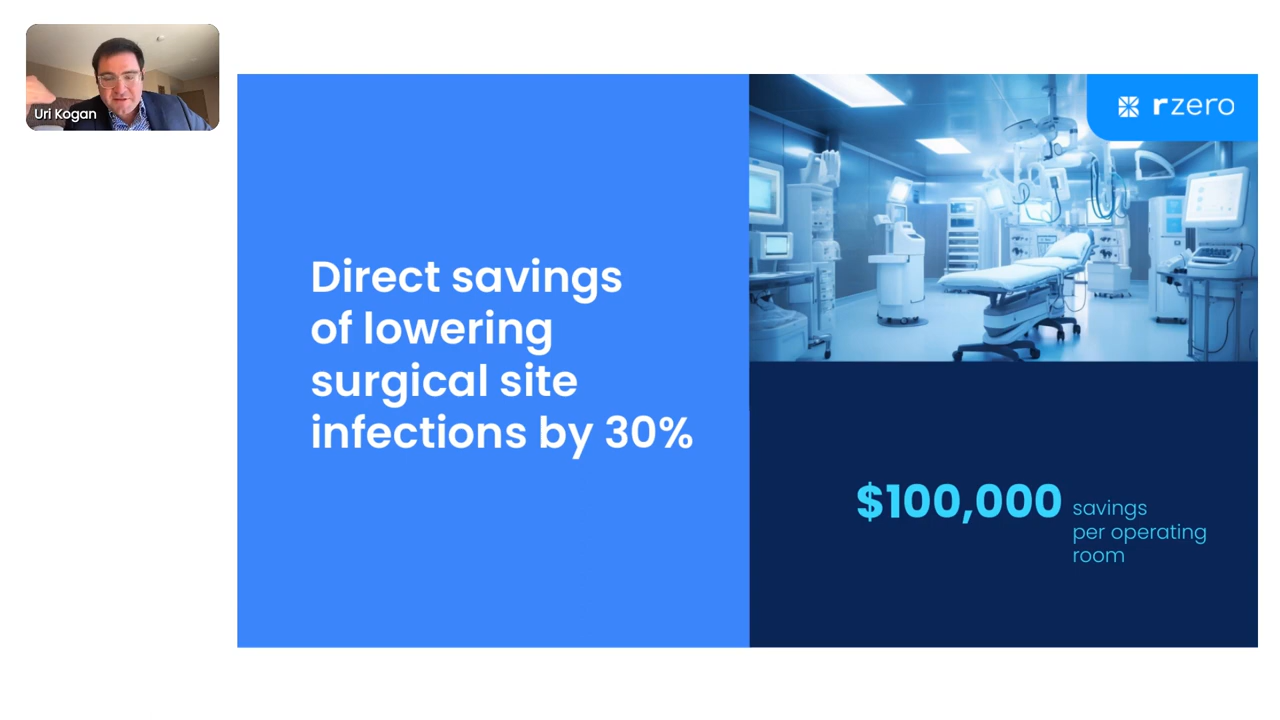 Uri Kogan
rzero
Direct savings
of lowering
surgical site
infections by 30%
$100,000 savings
per operating
room